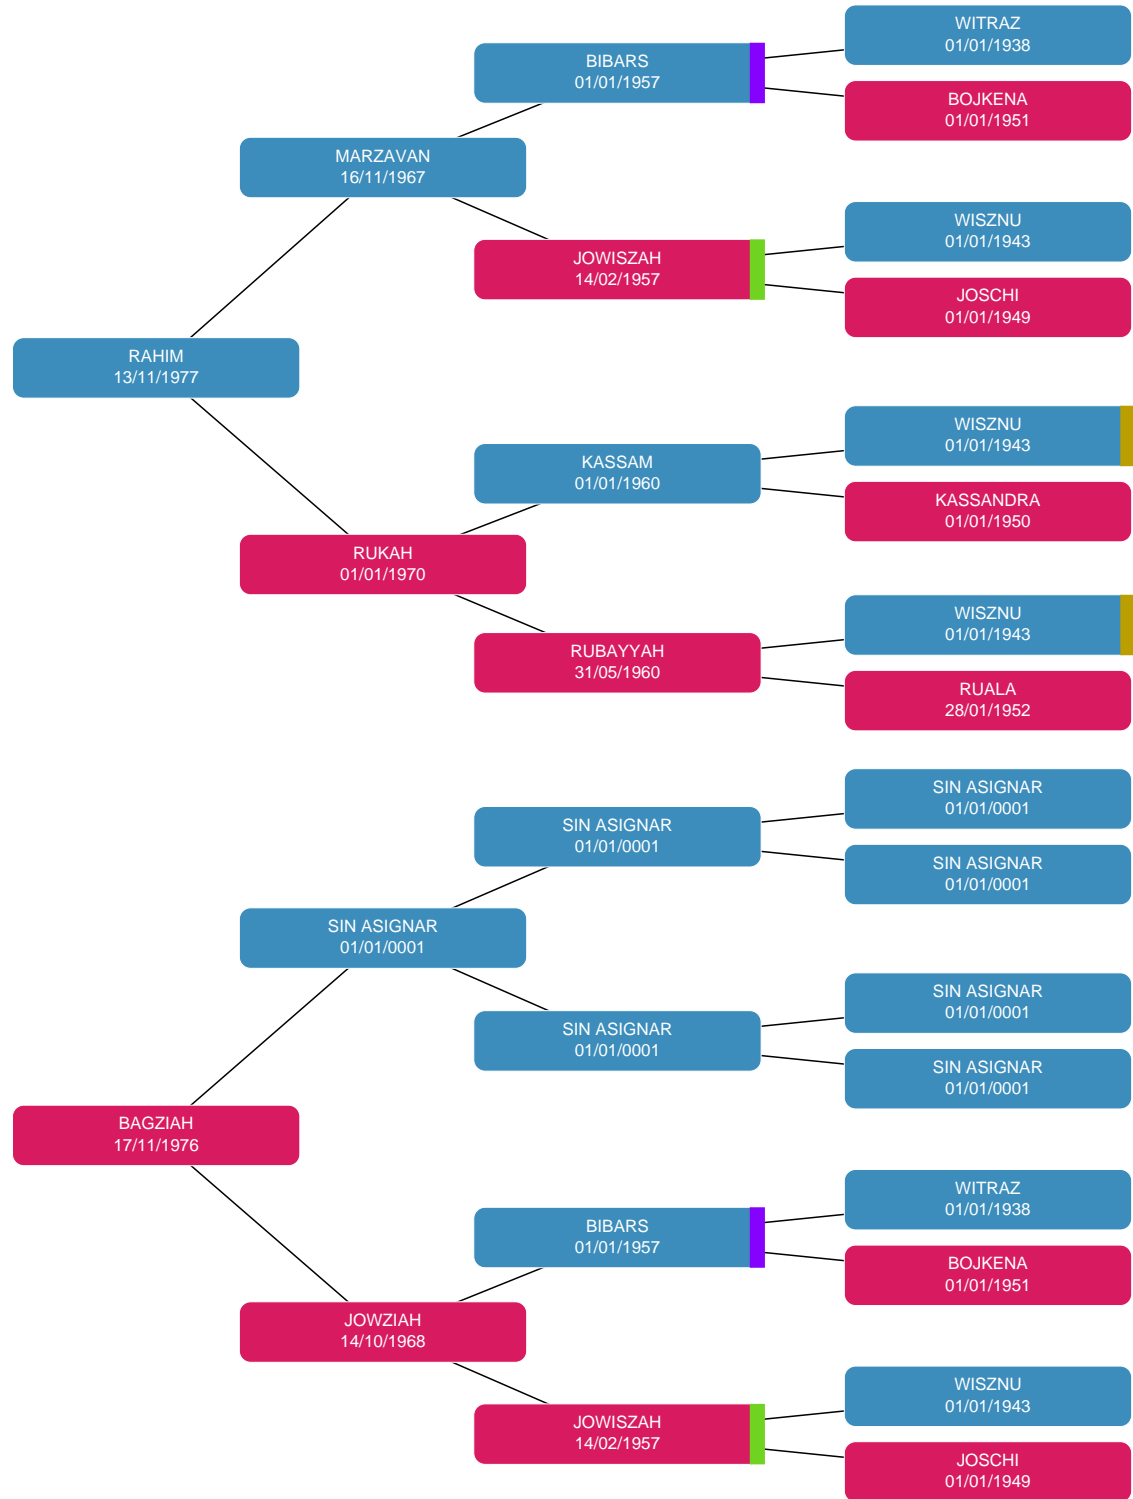 WITRAZ
01/01/1938
BIBARS
01/01/1957
BOJKENA
01/01/1951
MARZAVAN
16/11/1967
WISZNU
01/01/1943
JOWISZAH
14/02/1957
JOSCHI
01/01/1949
RAHIM
13/11/1977
WISZNU
01/01/1943
KASSAM
01/01/1960
KASSANDRA
01/01/1950
RUKAH
01/01/1970
WISZNU
01/01/1943
RUBAYYAH
31/05/1960
RUALA
28/01/1952
SIN ASIGNAR
01/01/0001
SIN ASIGNAR
01/01/0001
SIN ASIGNAR
01/01/0001
SIN ASIGNAR
01/01/0001
SIN ASIGNAR
01/01/0001
SIN ASIGNAR
01/01/0001
SIN ASIGNAR
01/01/0001
BAGZIAH
17/11/1976
WITRAZ
01/01/1938
BIBARS
01/01/1957
BOJKENA
01/01/1951
JOWZIAH
14/10/1968
WISZNU
01/01/1943
JOWISZAH
14/02/1957
JOSCHI
01/01/1949